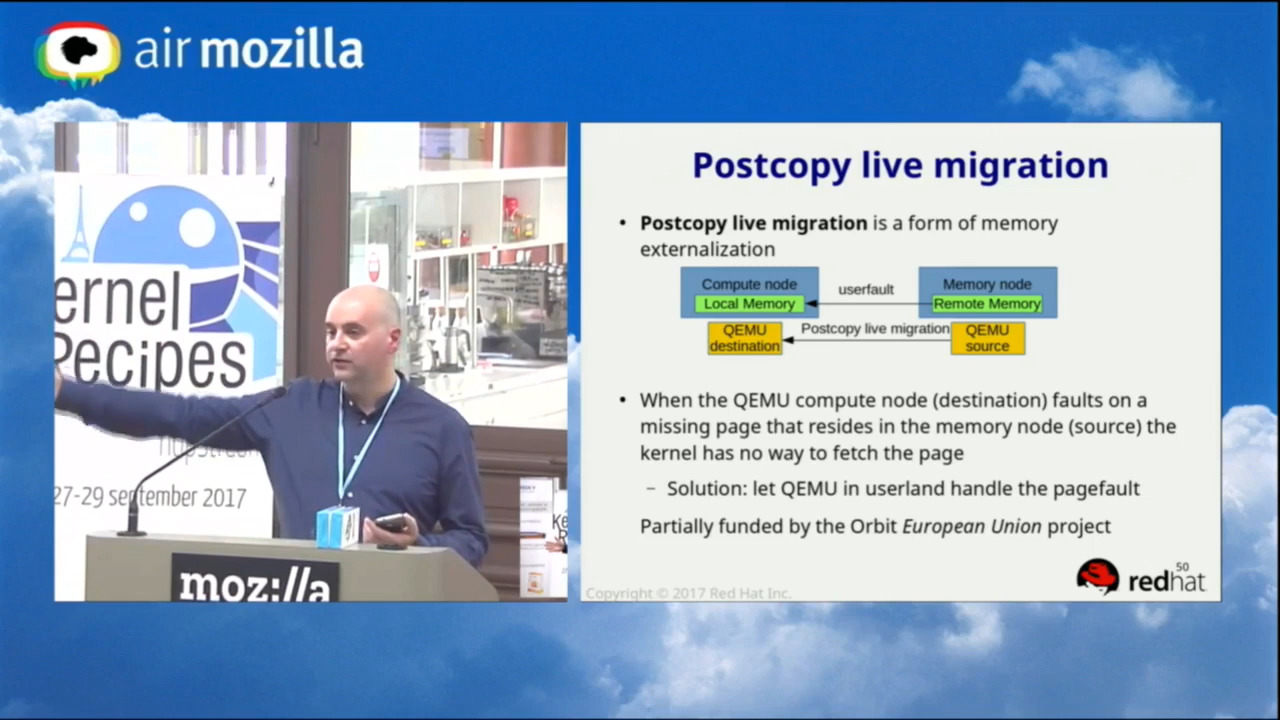 air mozilla
ernel
Recipes
27-29 september 2017
moz://a
Postcopy live migration
• Postcopy live migration is a form of memory
externalization
Compute node
Local Memory
userfault
Memory node
Remote Memory
QEMU
destination
Postcopy live migration
QEMU
source
• When the QEMU compute node (destination) faults on a
missing page that resides in the memory node (source) the
kernel has no way to fetch the page
– Solution: let QEMU in userland handle the pagefault
Partially funded by the Orbit European Union project
50
redhat
Copyright © 2017 Red Hat Inc.